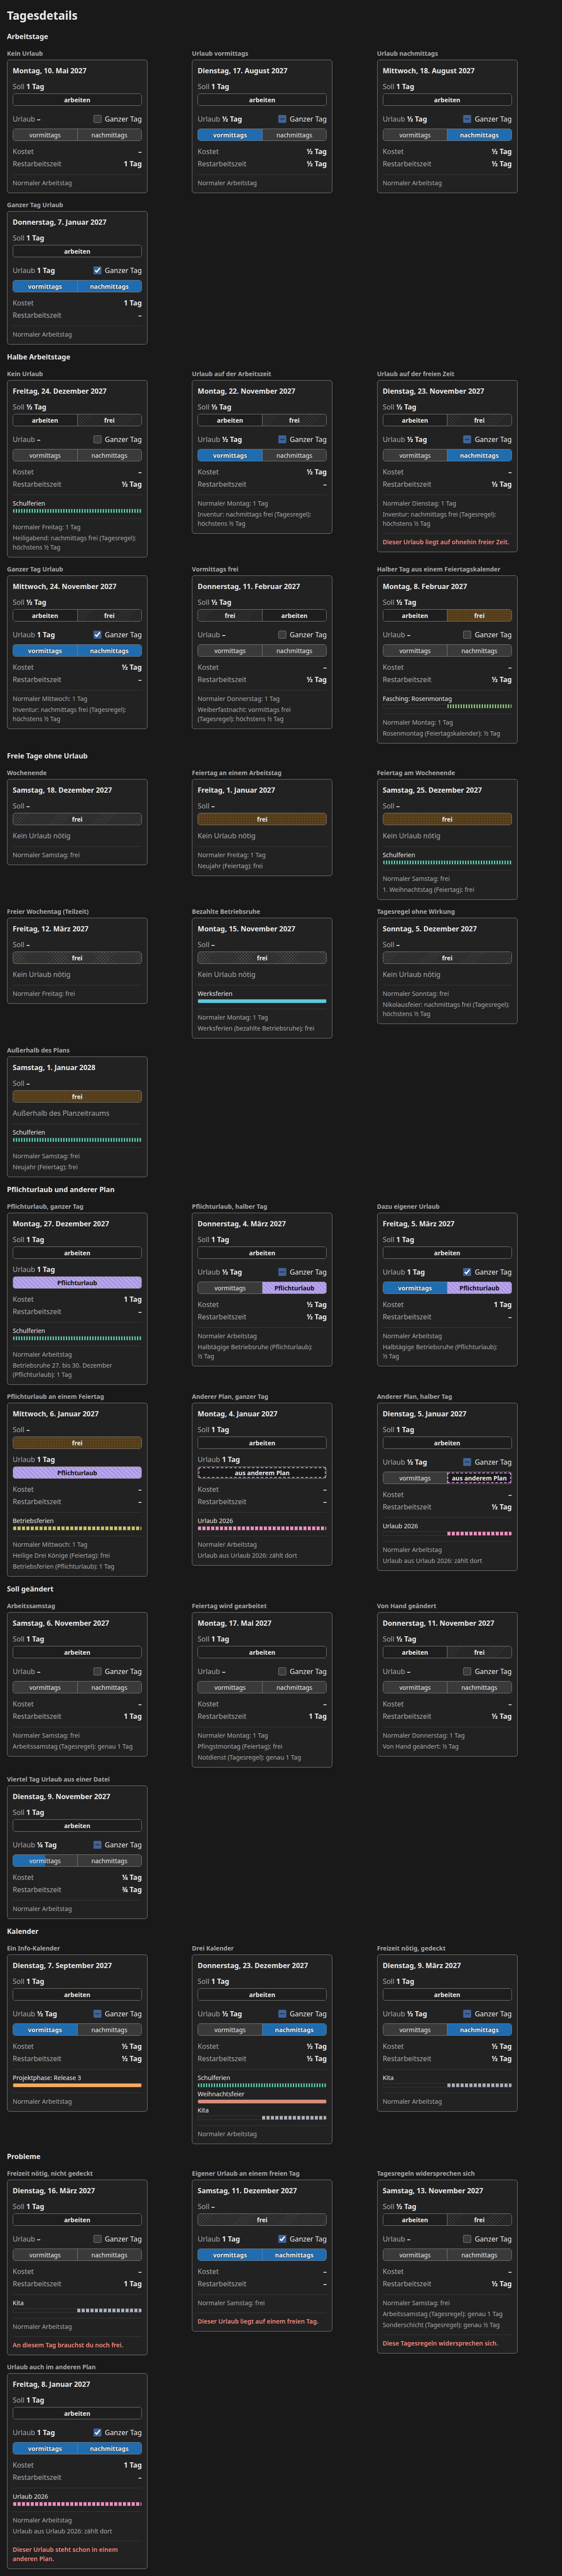 Tagesdetails
Arbeitstage
Kein Urlaub
Montag, 10. Mai 2027
Soll 1 Tag
arbeiten
Urlaub –
Ganzer Tag
vormittags nachmittags
Kostet –
Restarbeitszeit 1 Tag
Normaler Arbeitstag
Urlaub vormittags
Dienstag, 17. August 2027
Soll 1 Tag
arbeiten
Urlaub ½ Tag
Ganzer Tag
vormittags nachmittags
Kostet ½ Tag
Restarbeitszeit ½ Tag
Normaler Arbeitstag
Urlaub nachmittags
Mittwoch, 18. August 2027
Soll 1 Tag
arbeiten
Urlaub ½ Tag
Ganzer Tag
vormittags nachmittags
Kostet ½ Tag
Restarbeitszeit ½ Tag
Normaler Arbeitstag
Ganzer Tag Urlaub
Donnerstag, 7. Januar 2027
Soll 1 Tag
arbeiten
Urlaub 1 Tag
Ganzer Tag
vormittags nachmittags
Kostet 1 Tag
Restarbeitszeit –
Normaler Arbeitstag
Halbe Arbeitstage
Kein Urlaub
Freitag, 24. Dezember 2027
Soll ½ Tag
arbeiten frei
Urlaub –
Ganzer Tag
vormittags nachmittags
Kostet –
Restarbeitszeit ½ Tag
Schulferien
Normaler Freitag: 1 Tag
Heiligabend: nachmittags frei (Tagesregel):
höchstens ½ Tag
Urlaub auf der Arbeitszeit
Montag, 22. November 2027
Soll ½ Tag
arbeiten frei
Urlaub ½ Tag
Ganzer Tag
vormittags nachmittags
Kostet ½ Tag
Restarbeitszeit –
Normaler Montag: 1 Tag
Inventur: nachmittags frei (Tagesregel):
höchstens ½ Tag
Urlaub auf der freien Zeit
Dienstag, 23. November 2027
Soll ½ Tag
arbeiten frei
Urlaub ½ Tag
Ganzer Tag
vormittags nachmittags
Kostet –
Restarbeitszeit ½ Tag
Normaler Dienstag: 1 Tag
Inventur: nachmittags frei (Tagesregel):
höchstens ½ Tag
Dieser Urlaub liegt auf ohnehin freier Zeit.
Ganzer Tag Urlaub
Mittwoch, 24. November 2027
Soll ½ Tag
arbeiten frei
Urlaub 1 Tag
Ganzer Tag
vormittags nachmittags
Kostet ½ Tag
Restarbeitszeit –
Normaler Mittwoch: 1 Tag
Inventur: nachmittags frei (Tagesregel):
höchstens ½ Tag
Vormittags frei
Donnerstag, 11. Februar 2027
Soll ½ Tag
frei arbeiten
Urlaub –
Ganzer Tag
vormittags nachmittags
Kostet –
Restarbeitszeit ½ Tag
Normaler Donnerstag: 1 Tag
Weiberfastnacht: vormittags frei
(Tagesregel): höchstens ½ Tag
Halber Tag aus einem Feiertagskalender
Montag, 8. Februar 2027
Soll ½ Tag
arbeiten frei
Urlaub –
Ganzer Tag
vormittags nachmittags
Kostet –
Restarbeitszeit ½ Tag
Fasching: Rosenmontag
Normaler Montag: 1 Tag
Rosenmontag (Feiertagskalender): ½ Tag
Freie Tage ohne Urlaub
Wochenende
Samstag, 18. Dezember 2027
Soll –
frei
Kein Urlaub nötig
Normaler Samstag: frei
Feiertag an einem Arbeitstag
Freitag, 1. Januar 2027
Soll –
frei
Kein Urlaub nötig
Normaler Freitag: 1 Tag
Neujahr (Feiertag): frei
Feiertag am Wochenende
Samstag, 25. Dezember 2027
Soll –
frei
Kein Urlaub nötig
Schulferien
Normaler Samstag: frei
1. Weihnachtstag (Feiertag): frei
Freier Wochentag (Teilzeit)
Freitag, 12. März 2027
Soll –
frei
Kein Urlaub nötig
Normaler Freitag: frei
Bezahlte Betriebsruhe
Montag, 15. November 2027
Soll –
frei
Kein Urlaub nötig
Werksferien
Normaler Montag: 1 Tag
Werksferien (bezahlte Betriebsruhe): frei
Tagesregel ohne Wirkung
Sonntag, 5. Dezember 2027
Soll –
frei
Kein Urlaub nötig
Normaler Sonntag: frei
Nikolausfeier: nachmittags frei (Tagesregel):
höchstens ½ Tag
Außerhalb des Plans
Samstag, 1. Januar 2028
Soll –
frei
Außerhalb des Planzeitraums
Schulferien
Normaler Samstag: frei
Neujahr (Feiertag): frei
Pflichturlaub und anderer Plan
Pflichturlaub, ganzer Tag
Montag, 27. Dezember 2027
Soll 1 Tag
arbeiten
Urlaub 1 Tag
Pflichturlaub
Kostet 1 Tag
Restarbeitszeit –
Schulferien
Normaler Arbeitstag
Betriebsruhe 27. bis 30. Dezember
(Pflichturlaub): 1 Tag
Pflichturlaub, halber Tag
Donnerstag, 4. März 2027
Soll 1 Tag
arbeiten
Urlaub ½ Tag
Ganzer Tag
vormittags Pflichturlaub
Kostet ½ Tag
Restarbeitszeit ½ Tag
Normaler Arbeitstag
Halbtägige Betriebsruhe (Pflichturlaub):
½ Tag
Dazu eigener Urlaub
Freitag, 5. März 2027
Soll 1 Tag
arbeiten
Urlaub 1 Tag
Ganzer Tag
vormittags Pflichturlaub
Kostet 1 Tag
Restarbeitszeit –
Normaler Arbeitstag
Halbtägige Betriebsruhe (Pflichturlaub):
½ Tag
Pflichturlaub an einem Feiertag
Mittwoch, 6. Januar 2027
Soll –
frei
Urlaub 1 Tag
Pflichturlaub
Kostet –
Restarbeitszeit –
Betriebsferien
Normaler Mittwoch: 1 Tag
Heilige Drei Könige (Feiertag): frei
Betriebsferien (Pflichturlaub): 1 Tag
Anderer Plan, ganzer Tag
Montag, 4. Januar 2027
Soll 1 Tag
arbeiten
Urlaub 1 Tag
aus anderem Plan
Kostet –
Restarbeitszeit –
Urlaub 2026
Normaler Arbeitstag
Urlaub aus Urlaub 2026: zählt dort
Anderer Plan, halber Tag
Dienstag, 5. Januar 2027
Soll 1 Tag
arbeiten
Urlaub ½ Tag
Ganzer Tag
vormittags aus anderem Plan
Kostet –
Restarbeitszeit ½ Tag
Urlaub 2026
Normaler Arbeitstag
Urlaub aus Urlaub 2026: zählt dort
Soll geändert
Arbeitssamstag
Samstag, 6. November 2027
Soll 1 Tag
arbeiten
Urlaub –
Ganzer Tag
vormittags nachmittags
Kostet –
Restarbeitszeit 1 Tag
Normaler Samstag: frei
Arbeitssamstag (Tagesregel): genau 1 Tag
Feiertag wird gearbeitet
Montag, 17. Mai 2027
Soll 1 Tag
arbeiten
Urlaub –
Ganzer Tag
vormittags nachmittags
Kostet –
Restarbeitszeit 1 Tag
Normaler Montag: 1 Tag
Pfingstmontag (Feiertag): frei
Notdienst (Tagesregel): genau 1 Tag
Von Hand geändert
Donnerstag, 11. November 2027
Soll ½ Tag
arbeiten frei
Urlaub –
Ganzer Tag
vormittags nachmittags
Kostet –
Restarbeitszeit ½ Tag
Normaler Donnerstag: 1 Tag
Von Hand geändert: ½ Tag
Viertel Tag Urlaub aus einer Datei
Dienstag, 9. November 2027
Soll 1 Tag
arbeiten
Urlaub ¼ Tag
Ganzer Tag
vormittags nachmittags
Kostet ¼ Tag
Restarbeitszeit ¾ Tag
Normaler Arbeitstag
Kalender
Ein Info-Kalender
Dienstag, 7. September 2027
Soll 1 Tag
arbeiten
Urlaub ½ Tag
Ganzer Tag
vormittags nachmittags
Kostet ½ Tag
Restarbeitszeit ½ Tag
Projektphase: Release 3
Normaler Arbeitstag
Drei Kalender
Donnerstag, 23. Dezember 2027
Soll 1 Tag
arbeiten
Urlaub ½ Tag
Ganzer Tag
vormittags nachmittags
Kostet ½ Tag
Restarbeitszeit ½ Tag
Schulferien
Weihnachtsfeier
Kita
Normaler Arbeitstag
Freizeit nötig, gedeckt
Dienstag, 9. März 2027
Soll 1 Tag
arbeiten
Urlaub ½ Tag
Ganzer Tag
vormittags nachmittags
Kostet ½ Tag
Restarbeitszeit ½ Tag
Kita
Normaler Arbeitstag
Probleme
Freizeit nötig, nicht gedeckt
Dienstag, 16. März 2027
Soll 1 Tag
arbeiten
Urlaub –
Ganzer Tag
vormittags nachmittags
Kostet –
Restarbeitszeit 1 Tag
Kita
Normaler Arbeitstag
An diesem Tag brauchst du noch frei.
Eigener Urlaub an einem freien Tag
Samstag, 11. Dezember 2027
Soll –
frei
Urlaub 1 Tag
Ganzer Tag
vormittags nachmittags
Kostet –
Restarbeitszeit –
Normaler Samstag: frei
Dieser Urlaub liegt auf einem freien Tag.
Tagesregeln widersprechen sich
Samstag, 13. November 2027
Soll ½ Tag
arbeiten frei
Urlaub –
Ganzer Tag
vormittags nachmittags
Kostet –
Restarbeitszeit ½ Tag
Normaler Samstag: frei
Arbeitssamstag (Tagesregel): genau 1 Tag
Sonderschicht (Tagesregel): genau ½ Tag
Diese Tagesregeln widersprechen sich.
Urlaub auch im anderen Plan
Freitag, 8. Januar 2027
Soll 1 Tag
arbeiten
Urlaub 1 Tag
Ganzer Tag
vormittags nachmittags
Kostet 1 Tag
Restarbeitszeit –
Urlaub 2026
Normaler Arbeitstag
Urlaub aus Urlaub 2026: zählt dort
Dieser Urlaub steht schon in einem
anderen Plan.